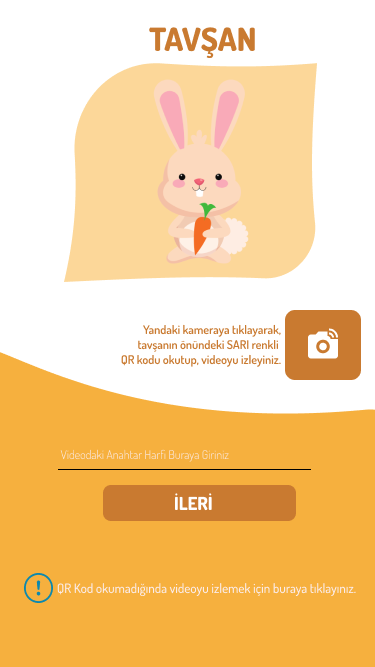 TAVŞAN
Yandaki kameraya tıklayarak,
tavşanın önündeki SARI renkli
QR kodu okutup, videoyu izleyiniz.
Videodaki Anahtar Harfi Buraya Giriniz
İLERİ
QR Kod okumadığında videoyu izlemek için buraya tıklayınız.